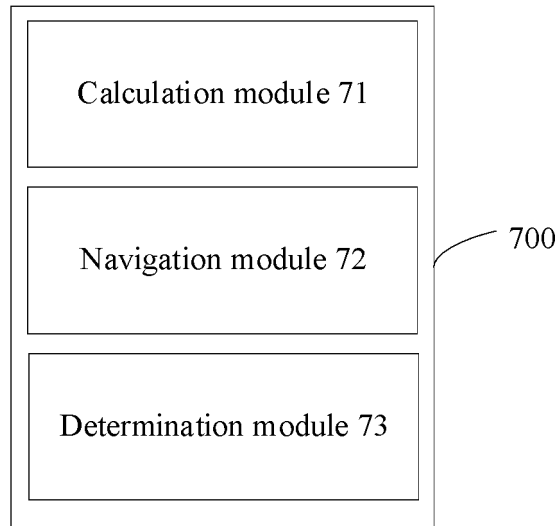 Calculation module 71
Navigation module 72
700
Determination module 73